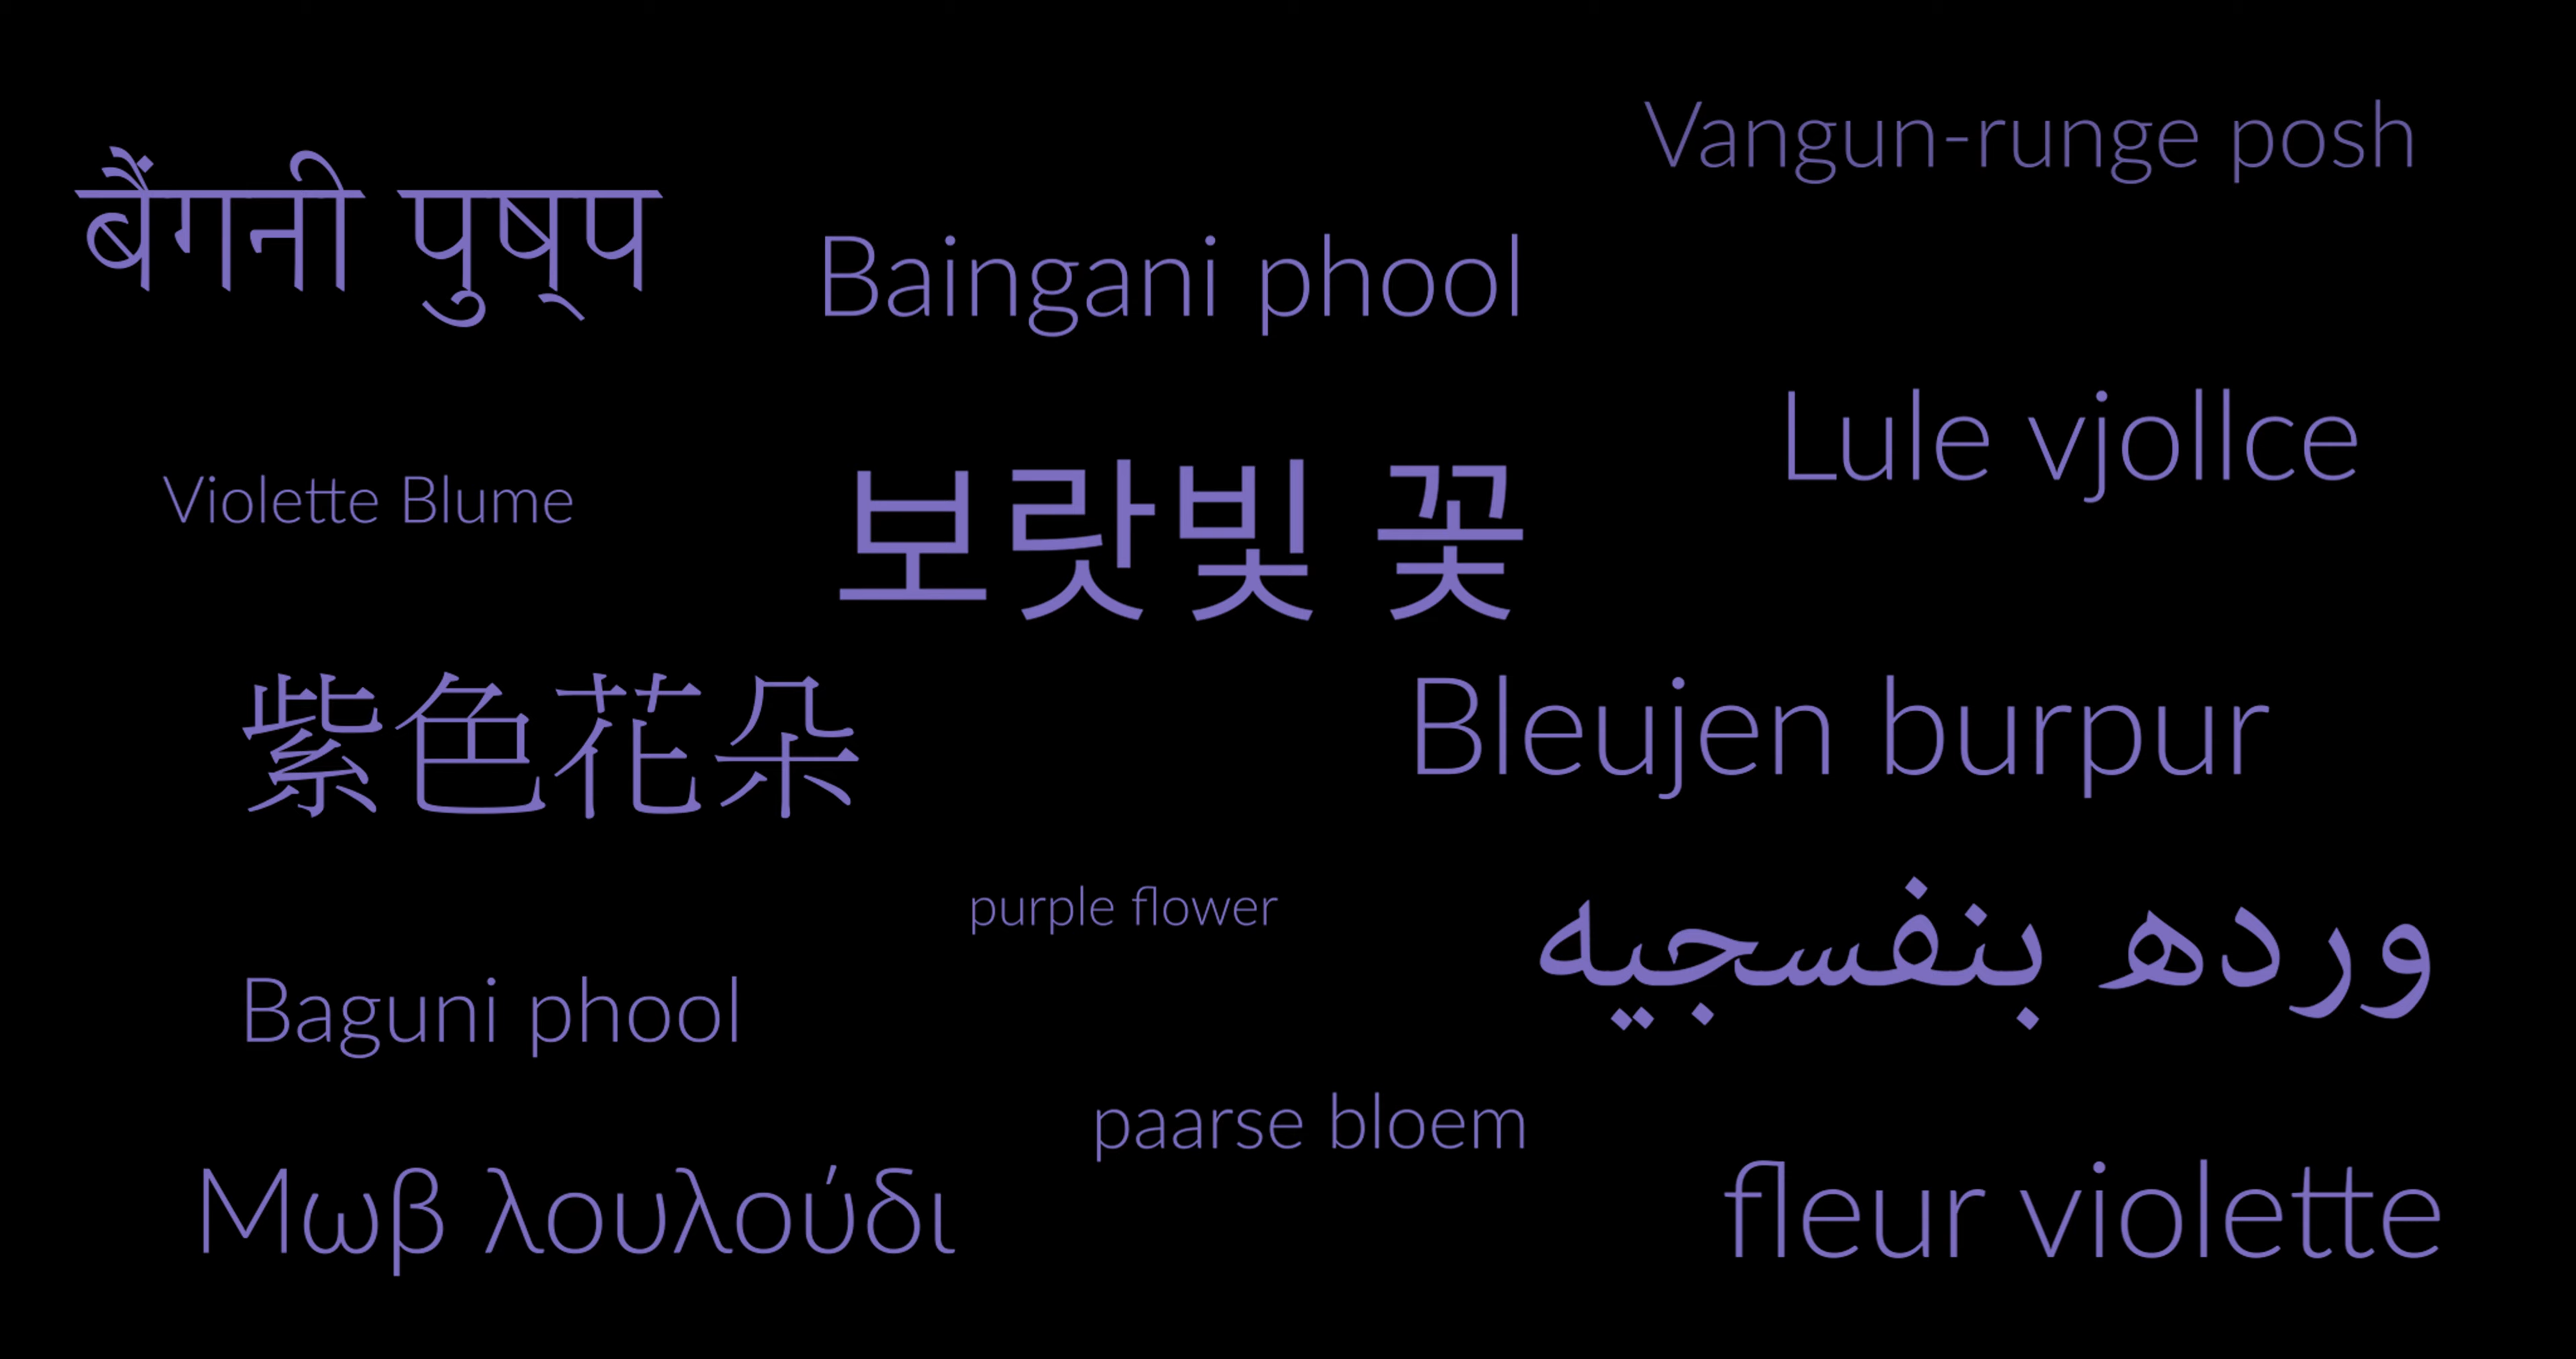 Vangun-runge posh
बैंगनी पुष्प
Baingani phool
Lule vjollce
Violette Blume
보랏빛 꽃
紫色花朵
Bleujen burpur
purple flower
ورده بنفسجيه
Baguni phool
paarse bloem
Μωβ λουλούδι
fleur violette